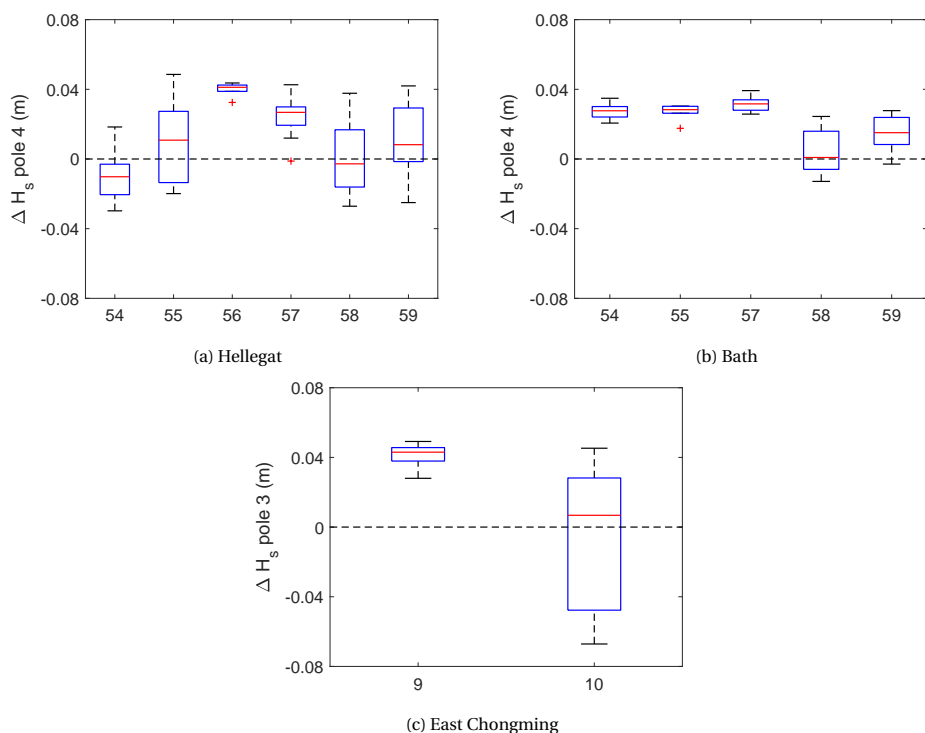 0.08
0.04
0
-0.04
-0.08
Δ H_s pole 4 (m)
54 55 56 57 58 59
(a) Hellegat
0.08
0.04
0
-0.04
-0.08
Δ H_s pole 4 (m)
54 55 57 58 59
(b) Bath
0.08
0.04
0
-0.04
-0.08
Δ H_s pole 3 (m)
9 10
(c) East Chongming